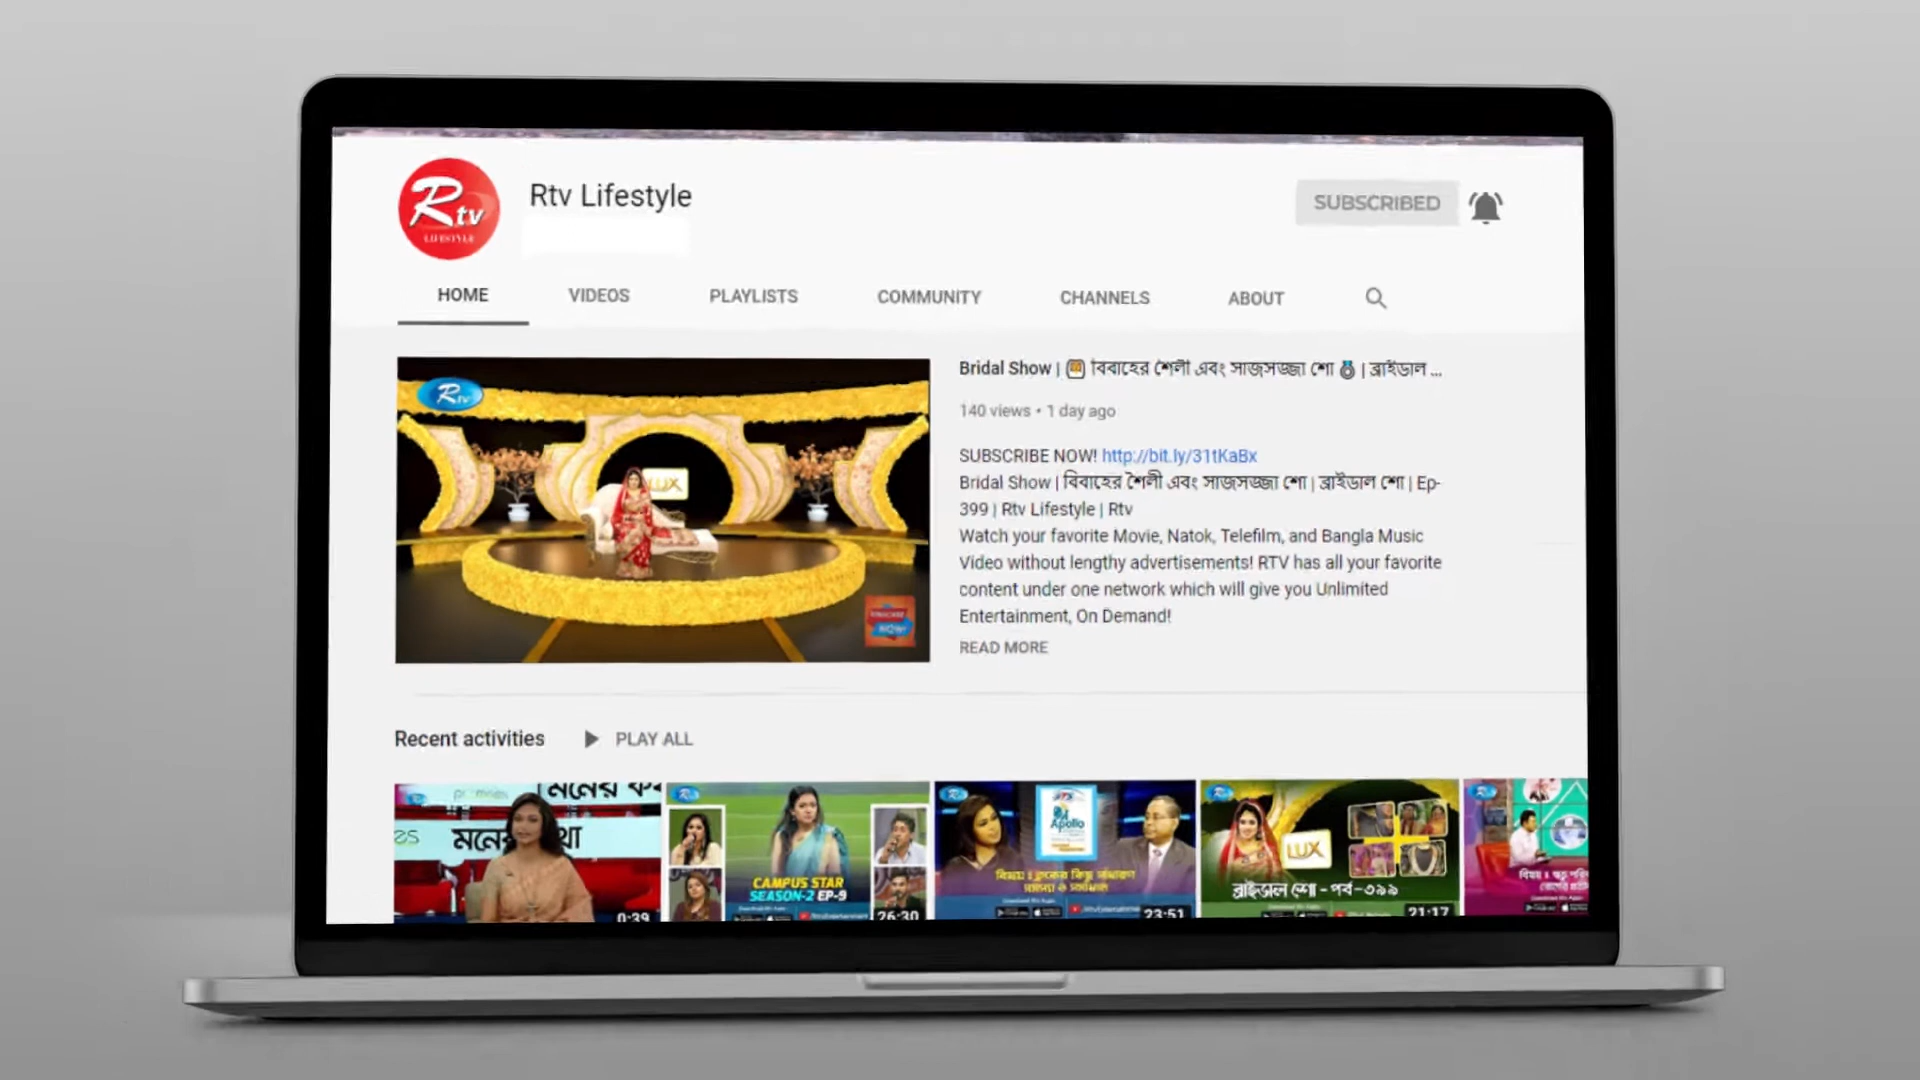 Rtv
LIFESTYLE
Rtv Lifestyle
SUBSCRIBED
HOME
VIDEOS
PLAYLISTS
COMMUNITY
CHANNELS
ABOUT
Rtv
LUX
Bridal Show | বিবাহের শৈলী এবং সাজসজ্জা শো | ব্রাইডাল ...
140 views • 1 day ago
SUBSCRIBE NOW! http://bit.ly/31tKaBx
Bridal Show | বিবাহের শৈলী এবং সাজসজ্জা শো | ব্রাইডাল শো | Ep-
399 | Rtv Lifestyle | Rtv
Watch your favorite Movie, Natok, Telefilm, and Bangla Music
Video without lengthy advertisements! RTV has all your favorite
content under one network which will give you Unlimited
Entertainment, On Demand!
READ MORE
Recent activities
PLAY ALL
মনের
0:39
CAMPUS STAR
SEASON-2 EP-9
26:30
Apollo
23:51
LUX
ব্রাইডাল শো - পর্ব-৩৯৯
21:17